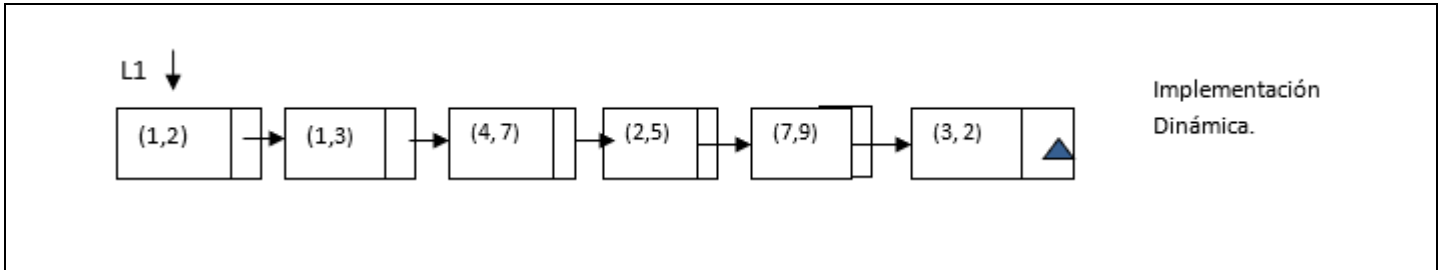 L1
(1,2) (1,3) (4, 7) (2,5) (7,9) (3, 2)
Implementación
Dinámica.